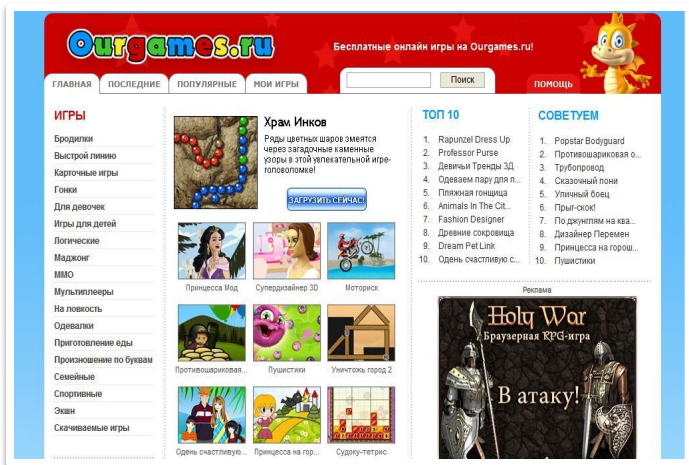 Ourgames.ru
Бесплатные онлайн игры на Ourgames.ru!
ГЛАВНАЯ
ПОСЛЕДНИЕ
ПОПУЛЯРНЫЕ
МОИ ИГРЫ
Поиск
ПОМОЩЬ
ИГРЫ
Бродилки
Выстрой линию
Карточные игры
Гонки
Для девочек
Игры для детей
Логические
Маджонг
ММО
Мультиплееры
На ловкость
Одевалки
Приготовление еды
Произношение по буквам
Семейные
Спортивные
Экшн
Скачиваемые игры
Храм Инков
Ряды цветных шаров змеятся
через загадочные каменные
узоры в этой увлекательной игре-
головоломке!
ЗАГРУЗИТЬ СЕЙЧАС!
Принцесса Мод
Супердизайнер 3D
Моториск
Противошариковая...
Пушистики
Уничтожь город 2
Одень счастливую...
Принцесса на гор...
Судоку-тетрис
ТОП 10
1. Rapunzel Dress Up
2. Professor Purse
3. Девичьи Тренды 3Д
4. Одеваем пару для п...
5. Пляжная гонщица
6. Animals In The Cit...
7. Fashion Designer
8. Древние сокровища
9. Dream Pet Link
10. Одень счастливую с...
СОВЕТУЕМ
1. Popstar Bodyguard
2. Противошариковая о...
3. Трубопровод
4. Сказочный пони
5. Уличный боец
6. Прыг-скок!
7. По джунглям на ква...
8. Дизайнер Перемен
9. Принцесса на горош...
10. Пушистики
Реклама
Holy War
Браузерная RPG-игра
В атаку!